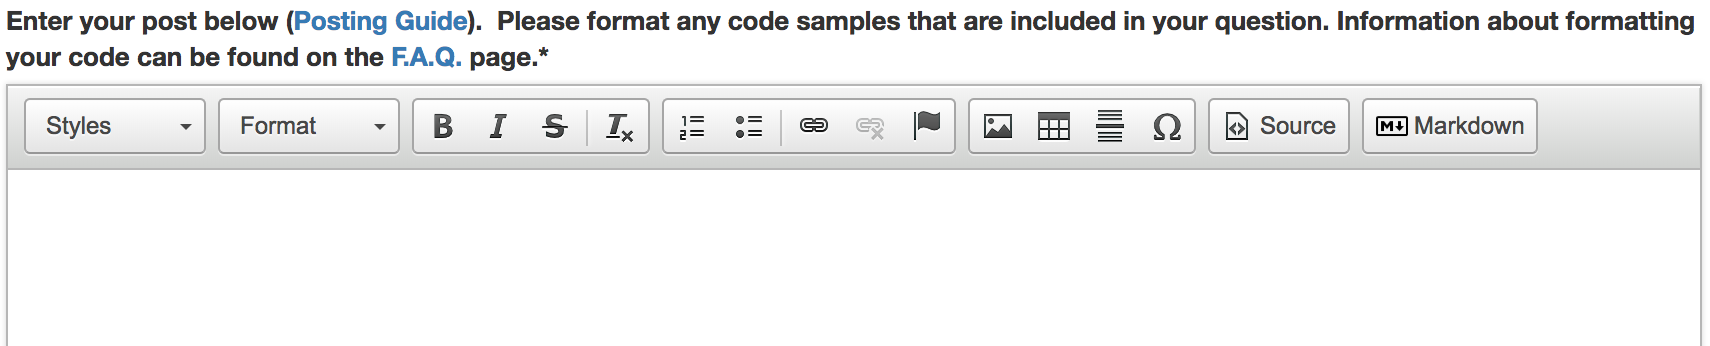 Enter your post below (Posting Guide).  Please format any code samples that are included in your question. Information about formatting
your code can be found on the F.A.Q. page.*
Styles Format B I S Tx Ω Source M Markdown